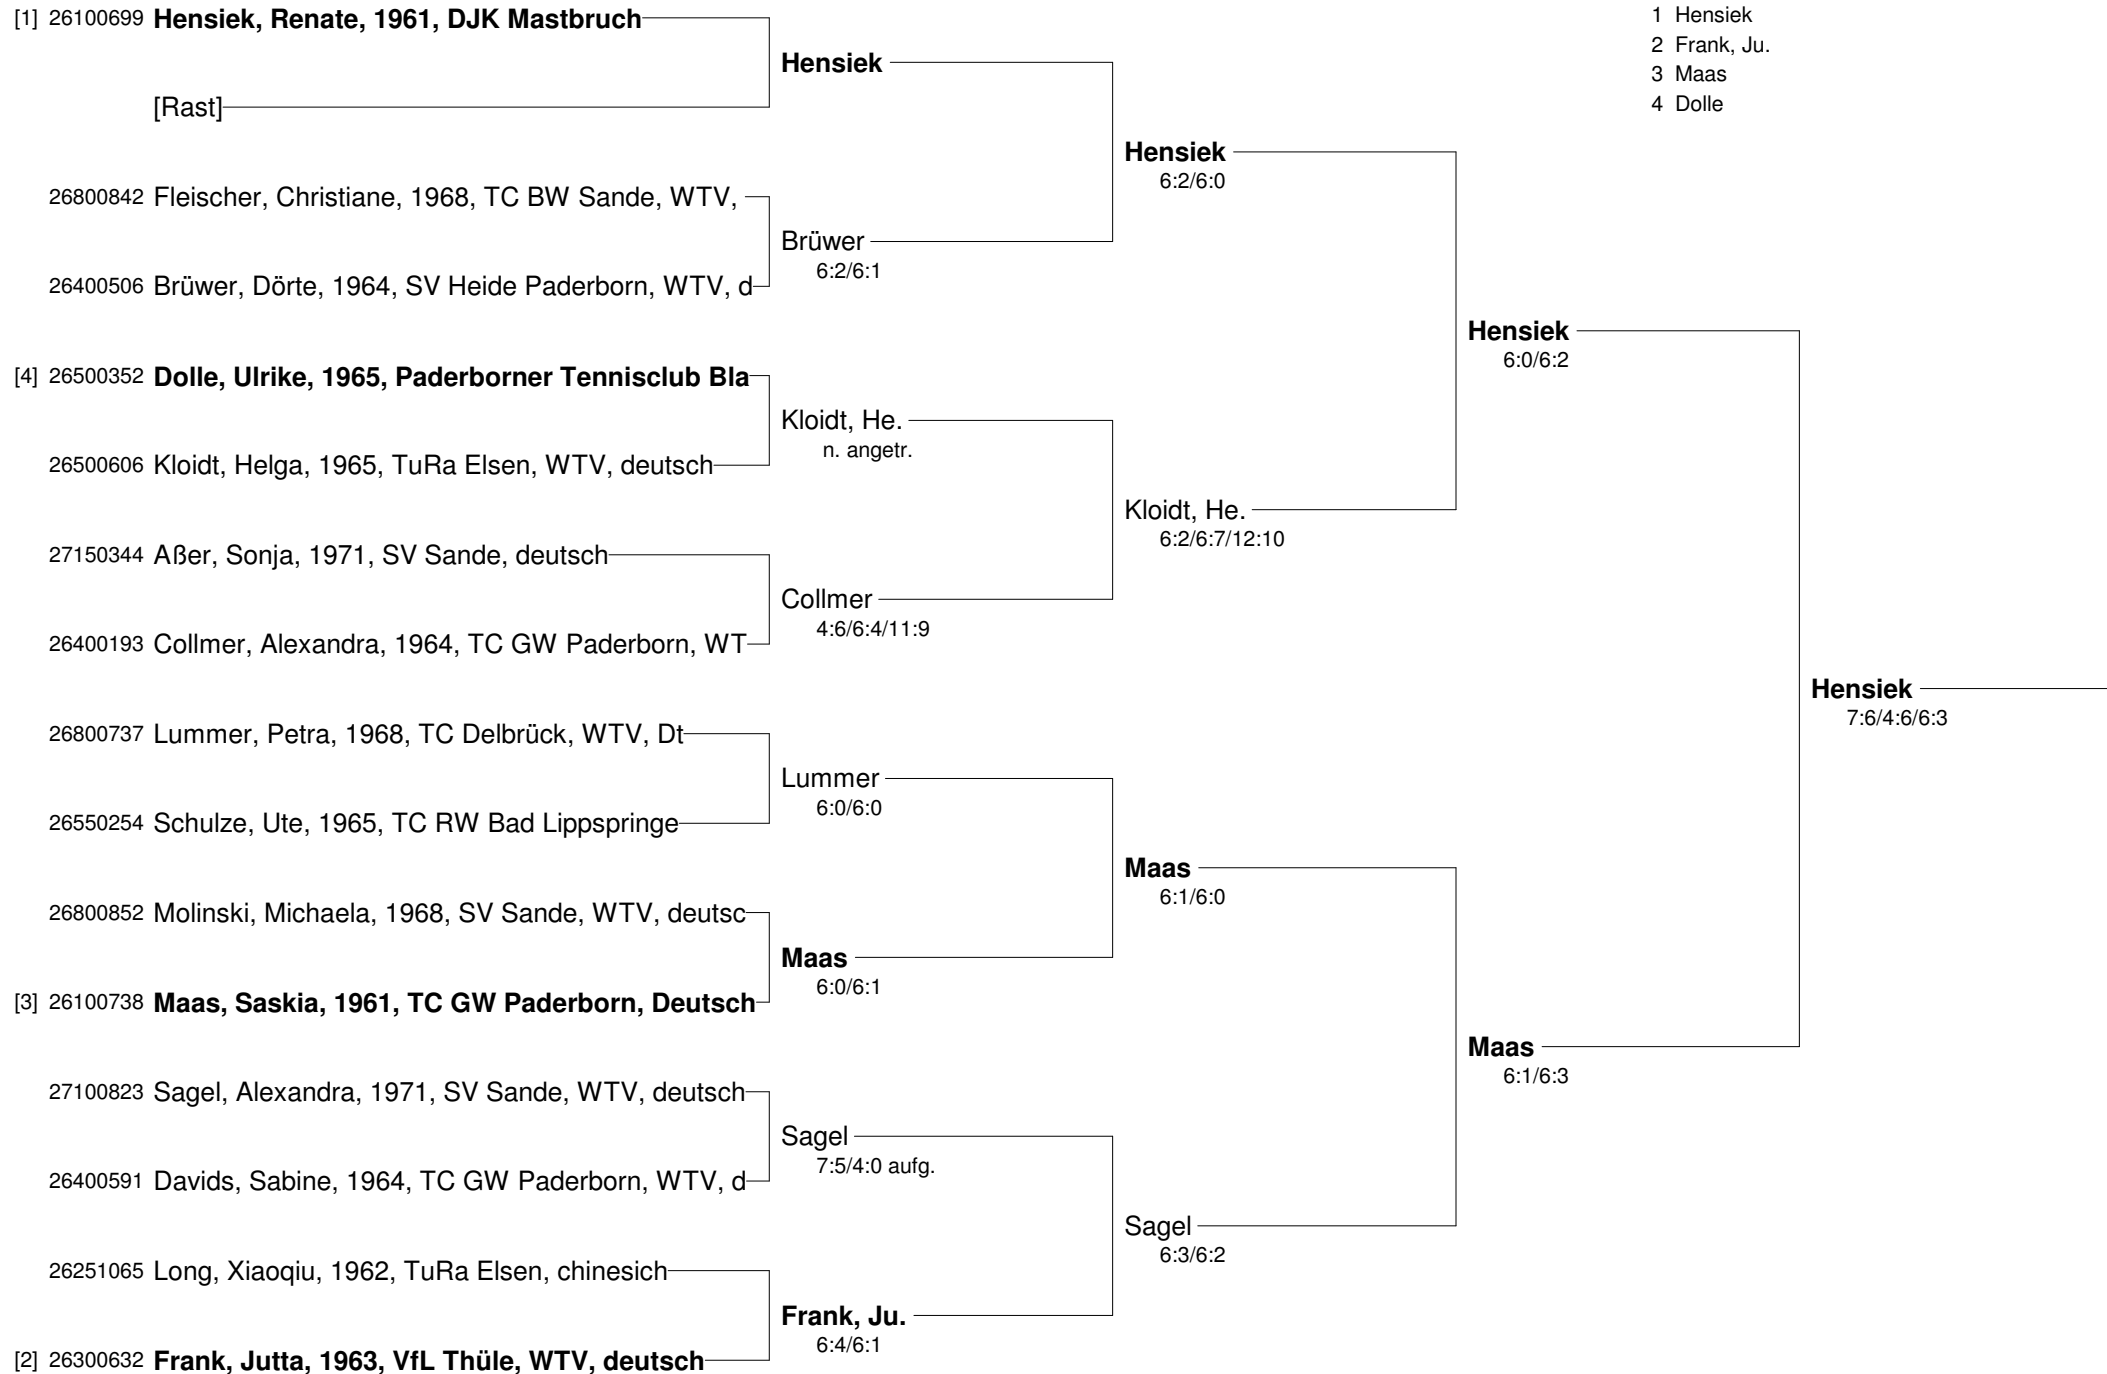 [1] 26100699 Hensiek, Renate, 1961, DJK Mastbruch
[Rast]
26800842 Fleischer, Christiane, 1968, TC BW Sande, WTV,
26400506 Brüwer, Dörte, 1964, SV Heide Paderborn, WTV, d
[4] 26500352 Dolle, Ulrike, 1965, Paderborner Tennisclub Bla
26500606 Kloidt, Helga, 1965, TuRa Elsen, WTV, deutsch
27150344 Aßer, Sonja, 1971, SV Sande, deutsch
26400193 Collmer, Alexandra, 1964, TC GW Paderborn, WT
26800737 Lummer, Petra, 1968, TC Delbrück, WTV, Dt
26550254 Schulze, Ute, 1965, TC RW Bad Lippspringe
26800852 Molinski, Michaela, 1968, SV Sande, WTV, deutsc
[3] 26100738 Maas, Saskia, 1961, TC GW Paderborn, Deutsch
27100823 Sagel, Alexandra, 1971, SV Sande, WTV, deutsch
26400591 Davids, Sabine, 1964, TC GW Paderborn, WTV, d
26251065 Long, Xiaoqiu, 1962, TuRa Elsen, chinesich
[2] 26300632 Frank, Jutta, 1963, VfL Thüle, WTV, deutsch
Hensiek
Brüwer
6:2/6:1
Kloidt, He.
n. angetr.
Collmer
4:6/6:4/11:9
Lummer
6:0/6:0
Maas
6:0/6:1
Sagel
7:5/4:0 aufg.
Frank, Ju.
6:4/6:1
Hensiek
6:2/6:0
Kloidt, He.
6:2/6:7/12:10
Maas
6:1/6:0
Sagel
6:3/6:2
Hensiek
6:0/6:2
Maas
6:1/6:3
Hensiek
7:6/4:6/6:3
1 Hensiek
2 Frank, Ju.
3 Maas
4 Dolle